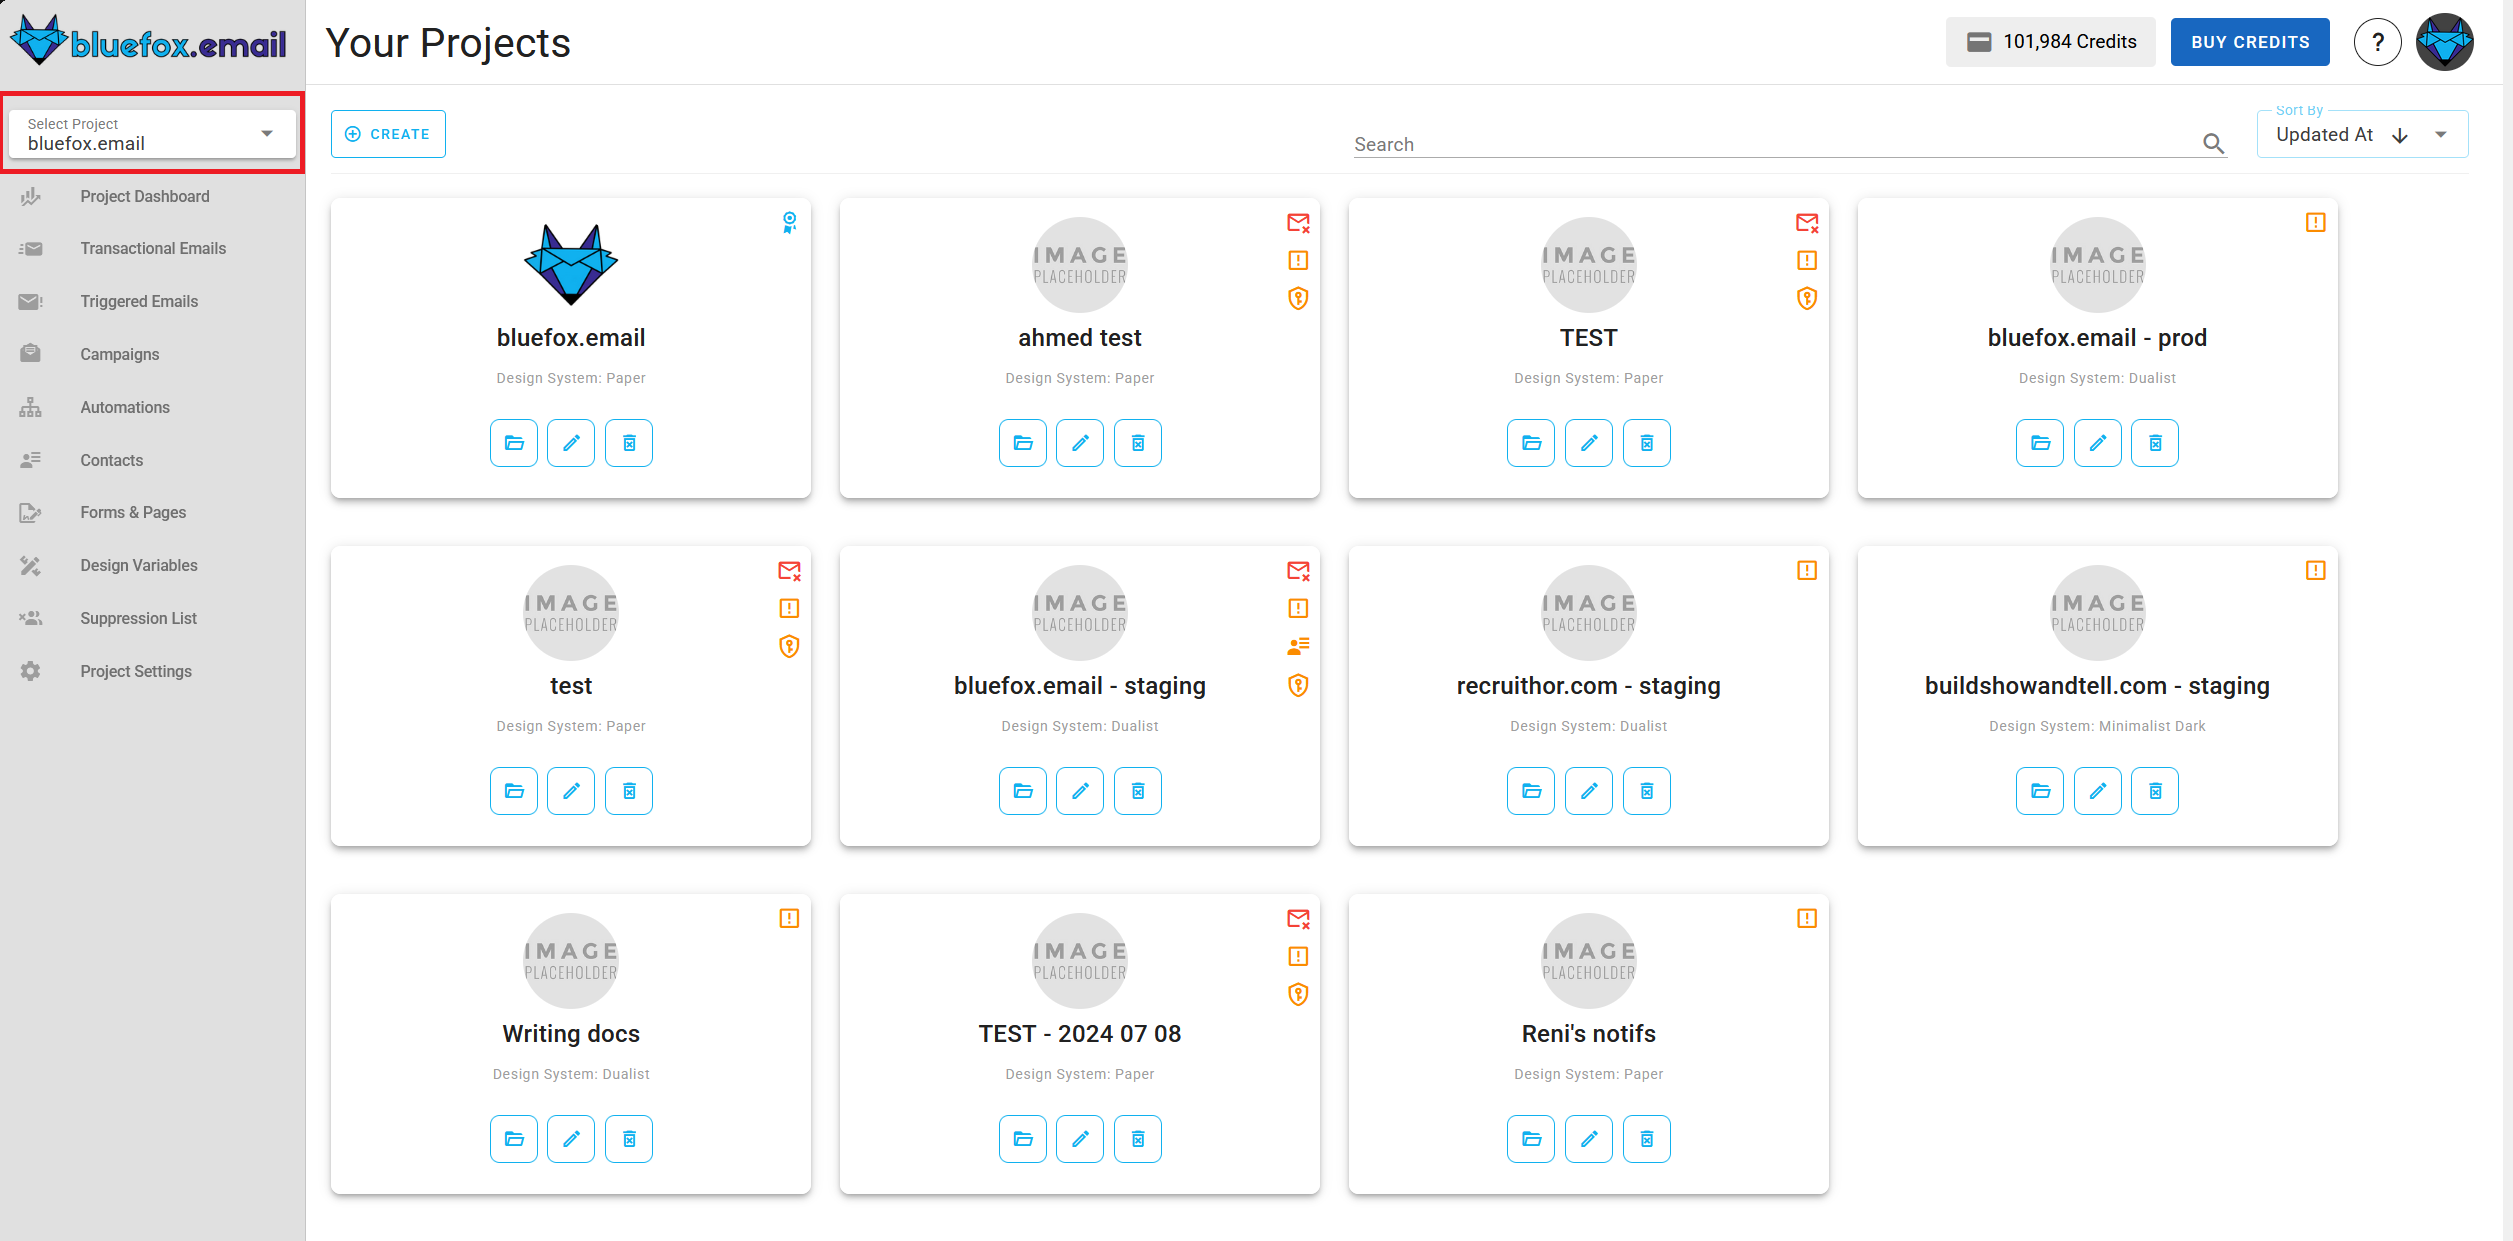 bluefox.email
Your Projects
101,984 Credits
BUY CREDITS
?
Select Project
bluefox.email
CREATE
Search
Sort By
Updated At
Project Dashboard
Transactional Emails
Triggered Emails
Campaigns
Automations
Contacts
Forms & Pages
Design Variables
Suppression List
Project Settings
bluefox.email
Design System: Paper
IMAGE
PLACEHOLDER
ahmed test
Design System: Paper
IMAGE
PLACEHOLDER
TEST
Design System: Paper
IMAGE
PLACEHOLDER
bluefox.email - prod
Design System: Dualist
IMAGE
PLACEHOLDER
test
Design System: Paper
IMAGE
PLACEHOLDER
bluefox.email - staging
Design System: Dualist
IMAGE
PLACEHOLDER
recruithor.com - staging
Design System: Dualist
IMAGE
PLACEHOLDER
buildshowandtell.com - staging
Design System: Minimalist Dark
IMAGE
PLACEHOLDER
Writing docs
Design System: Dualist
IMAGE
PLACEHOLDER
TEST - 2024 07 08
Design System: Paper
IMAGE
PLACEHOLDER
Reni's notifs
Design System: Paper